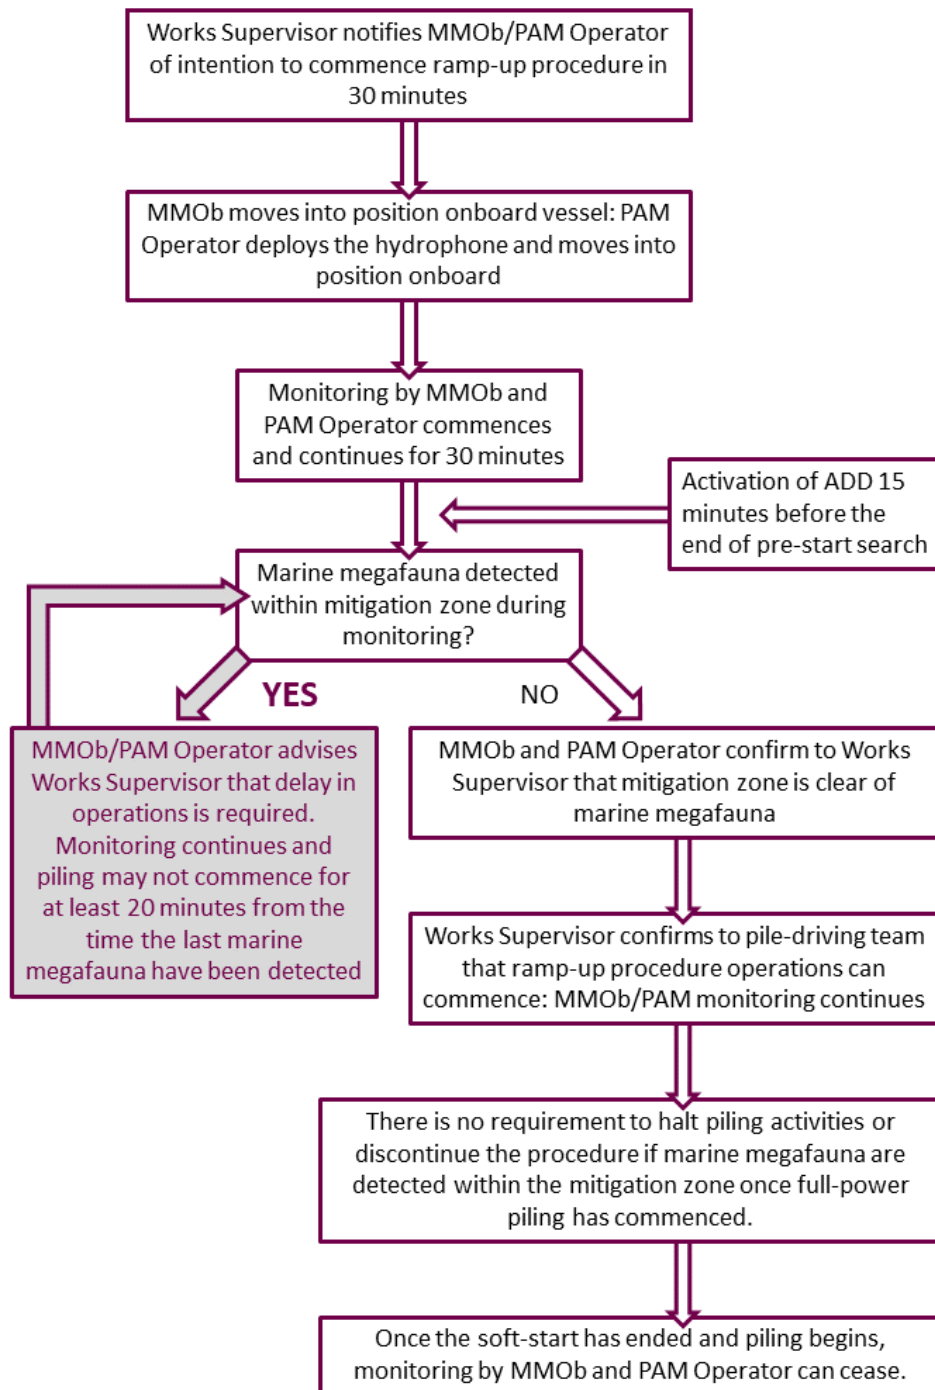 Works Supervisor notifies MMOb/PAM Operator
of intention to commence ramp-up procedure in
30 minutes
MMOb moves into position onboard vessel: PAM
Operator deploys the hydrophone and moves into
position onboard
Monitoring by MMOb and
PAM Operator commences
and continues for 30 minutes
Activation of ADD 15
minutes before the
end of pre-start search
Marine megafauna detected
within mitigation zone during
monitoring?
YES
NO
MMOb/PAM Operator advises
Works Supervisor that delay in
operations is required.
Monitoring continues and
piling may not commence for
at least 20 minutes from the
time the last marine
megafauna have been detected
MMOb and PAM Operator confirm to Works
Supervisor that mitigation zone is clear of
marine megafauna
Works Supervisor confirms to pile-driving team
that ramp-up procedure operations can
commence: MMOb/PAM monitoring continues
There is no requirement to halt piling activities or
discontinue the procedure if marine megafauna are
detected within the mitigation zone once full-power
piling has commenced.
Once the soft-start has ended and piling begins,
monitoring by MMOb and PAM Operator can cease.